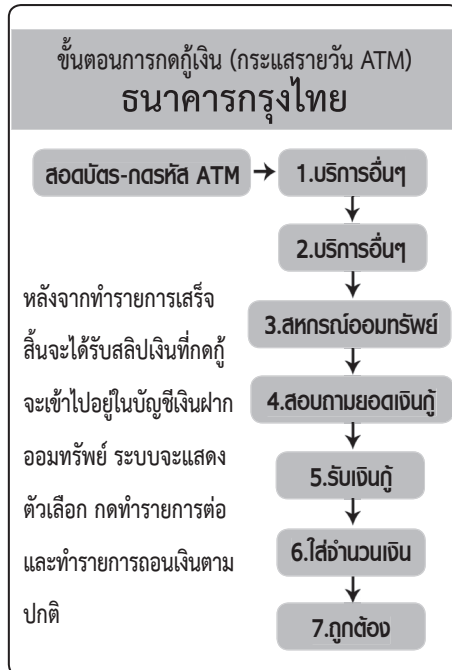 ขั้นตอนการกดกู้เงิน (กระแสรายวัน ATM)
ธนาคารกรุงไทย
สอดบัตร-กดรหัส ATM
1.บริการอื่นๆ
2.บริการอื่นๆ
3.สหกรณ์ออมทรัพย์
4.สอบถามยอดเงินกู้
5.รับเงินกู้
6.ใส่จำนวนเงิน
7.ถูกต้อง
หลังจากทำรายการเสร็จ
สิ้นจะได้รับสลิปเงินที่กดกู้
จะเข้าไปอยู่ในบัญชีเงินฝาก
ออมทรัพย์ ระบบจะแสดง
ตัวเลือก กดทำรายการต่อ
และทำรายการถอนเงินตาม
ปกติ